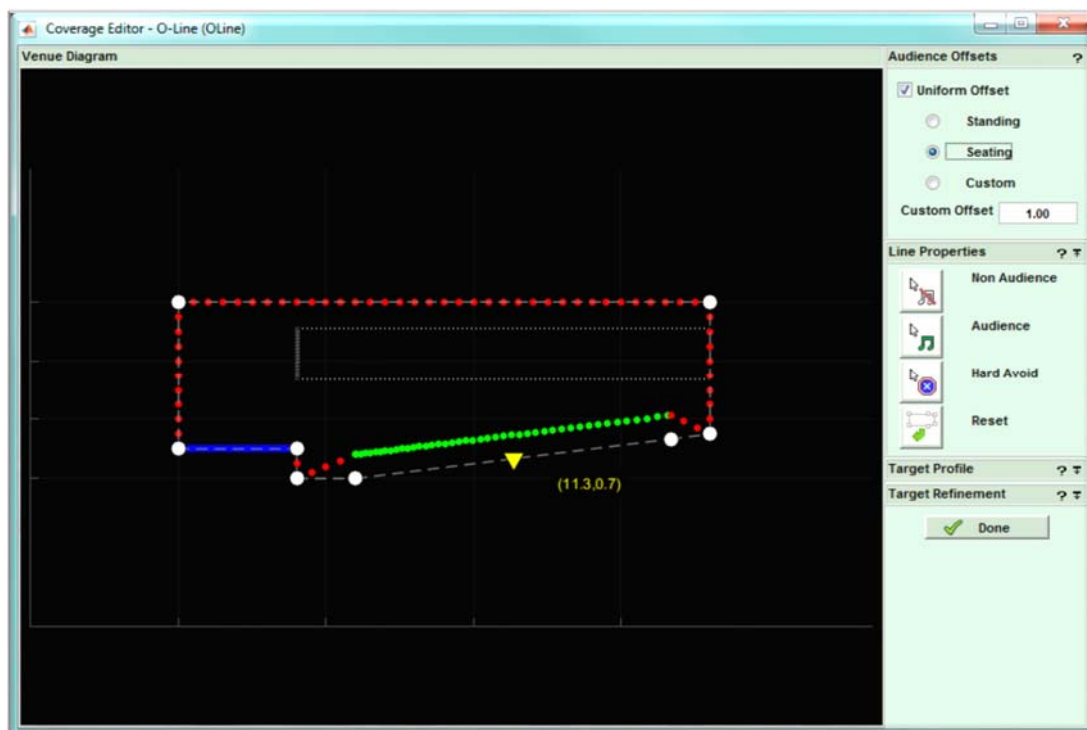 Coverage Editor - O-Line (OLine)
Venue Diagram
Audience Offsets ?
Uniform Offset
Standing
Seating
Custom
Custom Offset 1.00
Line Properties ?
Non Audience
Audience
Hard Avoid
Reset
Target Profile ?
Target Refinement ?
Done
(11.3,0.7)